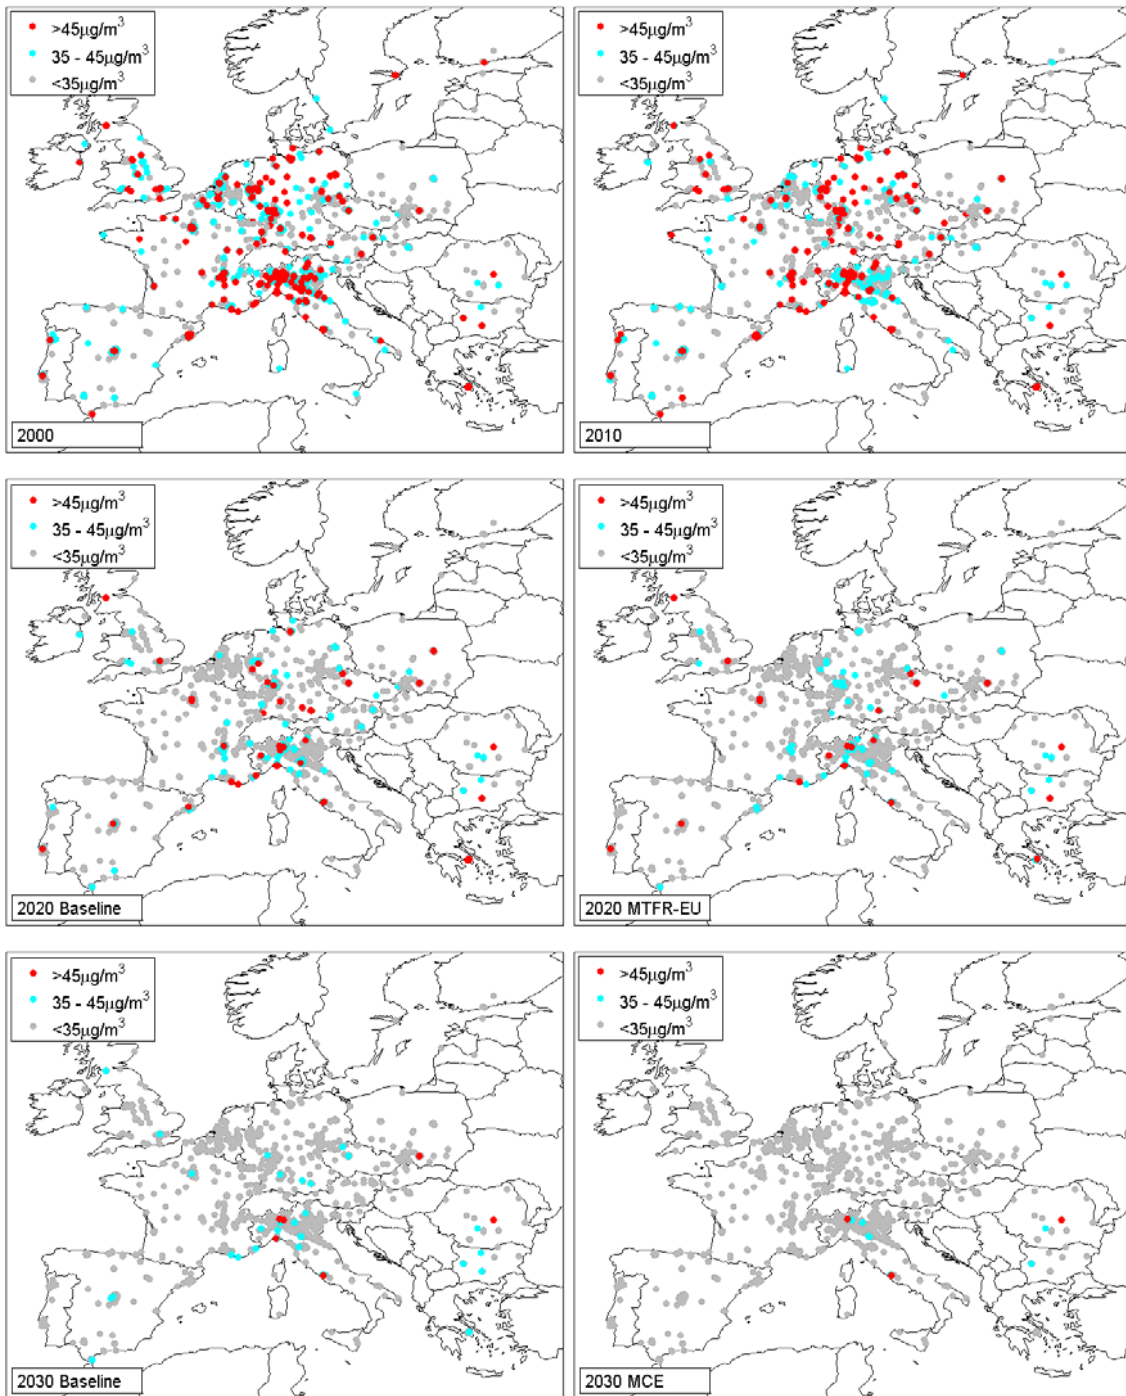 >45µg/m³
35 - 45µg/m³
<35µg/m³
2000
>45µg/m³
35 - 45µg/m³
<35µg/m³
2010
>45µg/m³
35 - 45µg/m³
<35µg/m³
2020 Baseline
>45µg/m³
35 - 45µg/m³
<35µg/m³
2020 MTFR-EU
>45µg/m³
35 - 45µg/m³
<35µg/m³
2030 Baseline
>45µg/m³
35 - 45µg/m³
<35µg/m³
2030 MCE